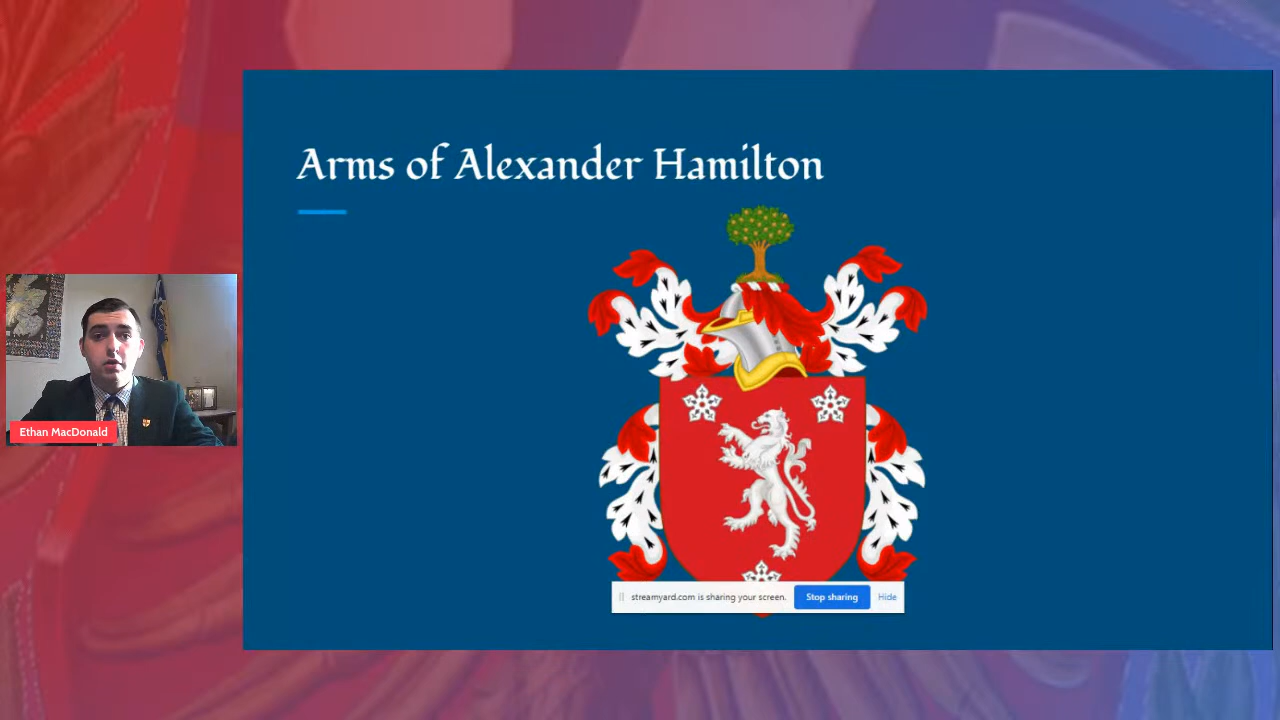 Arms of Alexander Hamilton
Ethan MacDonald
streamyard.com is sharing your screen.
Stop sharing
Hide